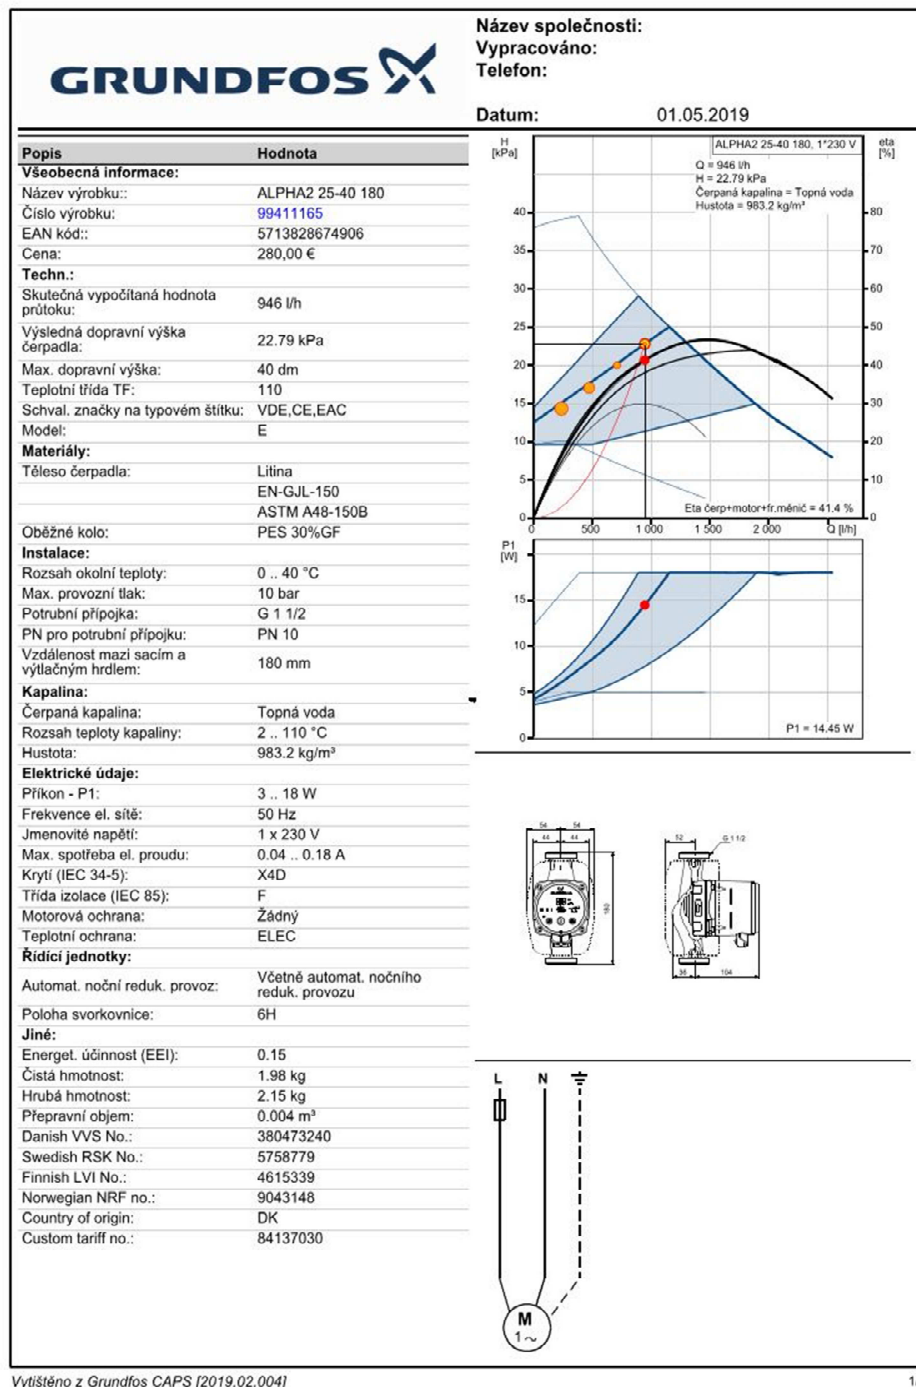 GRUNDFOS
Název společnosti:
Vypracováno:
Telefon:
Datum: 01.05.2019
Popis Hodnota
Všeobecná informace:
Název výrobku:: ALPHA2 25-40 180
Číslo výrobku: 99411165
EAN kód:: 5713828674906
Cena: 280,00 €
Techn.:
Skutečná vypočítaná hodnota
průtoku: 946 l/h
Výsledná dopravní výška
čerpadla: 22.79 kPa
Max. dopravní výška: 40 dm
Teplotní třída TF: 110
Schval. značky na typovém štítku: VDE,CE,EAC
Model: E
Materiály:
Těleso čerpadla: Litina
EN-GJL-150
ASTM A48-150B
Oběžné kolo: PES 30%GF
Instalace:
Rozsah okolní teploty: 0 .. 40 °C
Max. provozní tlak: 10 bar
Potrubní přípojka: G 1 1/2
PN pro potrubní přípojku: PN 10
Vzdálenost mazi sacím a
výtlačným hrdlem: 180 mm
Kapalina:
Čerpaná kapalina: Topná voda
Rozsah teploty kapaliny: 2 .. 110 °C
Hustota: 983.2 kg/m³
Elektrické údaje:
Příkon - P1: 3 .. 18 W
Frekvence el. sítě: 50 Hz
Jmenovité napětí: 1 x 230 V
Max. spotřeba el. proudu: 0.04 .. 0.18 A
Krytí (IEC 34-5): X4D
Třída izolace (IEC 85): F
Motorová ochrana: Žádný
Teplotní ochrana: ELEC
Řídící jednotky:
Automat. noční reduk. provoz: Včetně automat. nočního
reduk. provozu
Poloha svorkovnice: 6H
Jiné:
Energet. účinnost (EEI): 0.15
Čistá hmotnost: 1.98 kg
Hrubá hmotnost: 2.15 kg
Přepravní objem: 0.004 m³
Danish VVS No.: 380473240
Swedish RSK No.: 5758779
Finnish LVI No.: 4615339
Norwegian NRF no.: 9043148
Country of origin: DK
Custom tariff no.: 84137030
H
[kPa]
ALPHA2 25-40 180, 1*230 V
eta
[%]
Q = 946 l/h
H = 22.79 kPa
Čerpaná kapalina = Topná voda
Hustota = 983.2 kg/m³
40 80
35 70
30 60
25 50
20 40
15 30
10 20
5 10
Eta čerp+motor+fr.měnič = 41.4 %
0 0
0 500 1 000 1 500 2 000 Q [l/h]
P1
[W]
15
10
5
P1 = 14.45 W
0
54 54
44 44
180
52
G 1 1/2
36 104
L N
M
1~
Vytištěno z Grundfos CAPS [2019.02.004]